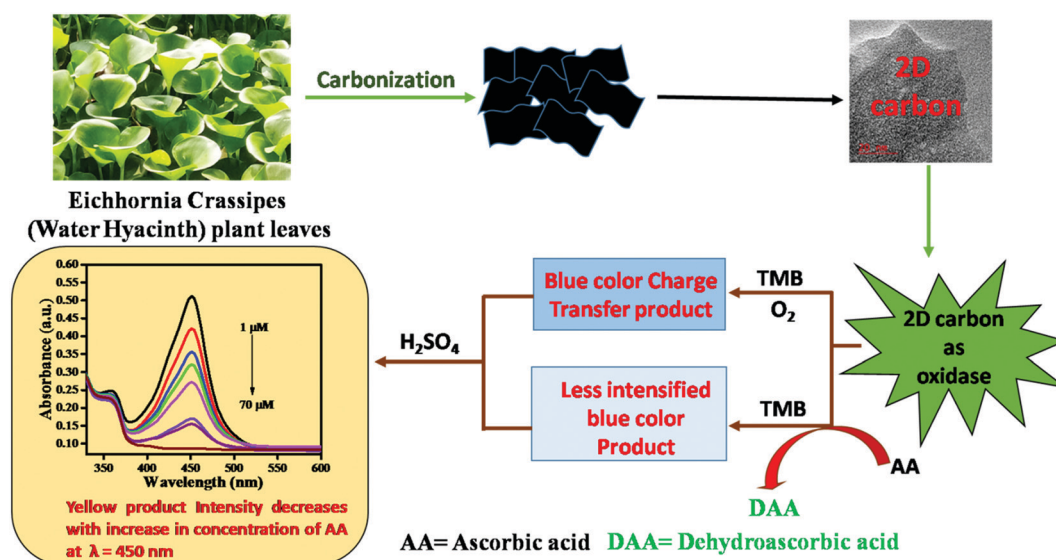 Carbonization
2D
carbon
Eichhornia Crassipes
(Water Hyacinth) plant leaves
Blue color Charge
Transfer product
TMB
O2
2D carbon
as
oxidase
H2SO4
Less intensified
blue color
Product
TMB
AA
DAA
0.60
0.55
0.50
0.45
0.40
0.35
0.30
0.25
0.20
0.15
0.10
Absorbance (a.u.)
1 μM
70 μM
350
400
450
500
550
600
Wavelength (nm)
Yellow product Intensity decreases
with increase in concentration of AA
at λ = 450 nm
AA= Ascorbic acid DAA= Dehydroascorbic acid